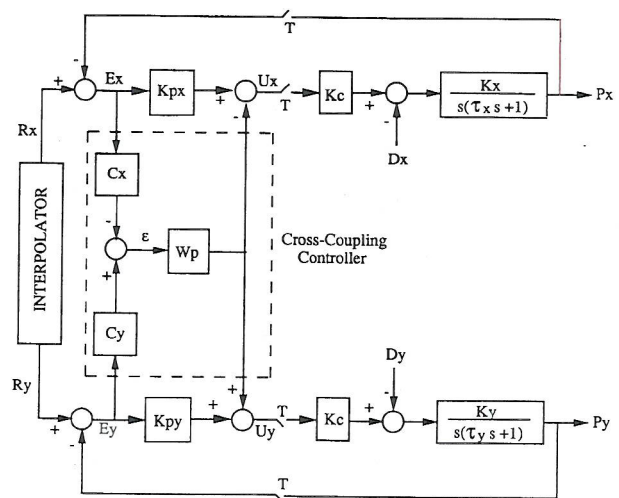 T
-
Ex
Ux
+
Kpx
+
T
Kc
+
Kx
s(τx s+1)
Px
-
-
Rx
Dx
Cx
INTERPOLATOR
-
ε
Wp
+
Cross-Coupling
Controller
Cy
Dy
Ry
+
-
+
Ey
Kpy
+
Uy
T
Kc
+
Ky
s(τy s+1)
Py
-
T